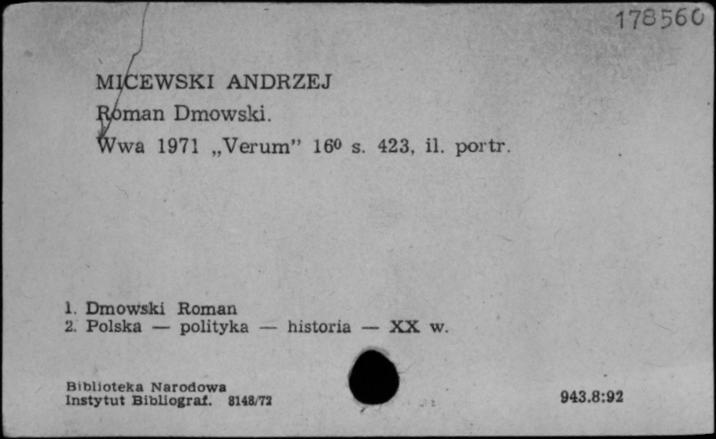 178560
MICEWSKI ANDRZEJ
Roman Dmowski.
Wwa 1971 „Verum” 16⁰ s. 423, il. portr.
1. Dmowski Roman
2. Polska — polityka — historia — XX w.
Biblioteka Narodowa
Instytut Bibliograf. 8148/72
943.8:92